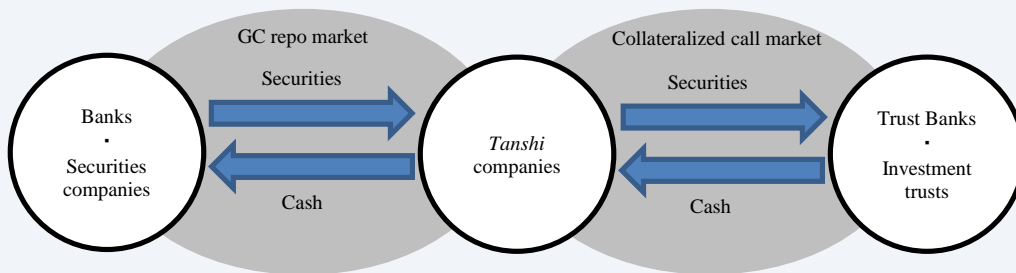 GC repo market
Collateralized call market
Securities
Securities
Banks
・
Securities
companies
Tanshi
companies
Trust Banks
・
Investment
trusts
Cash
Cash